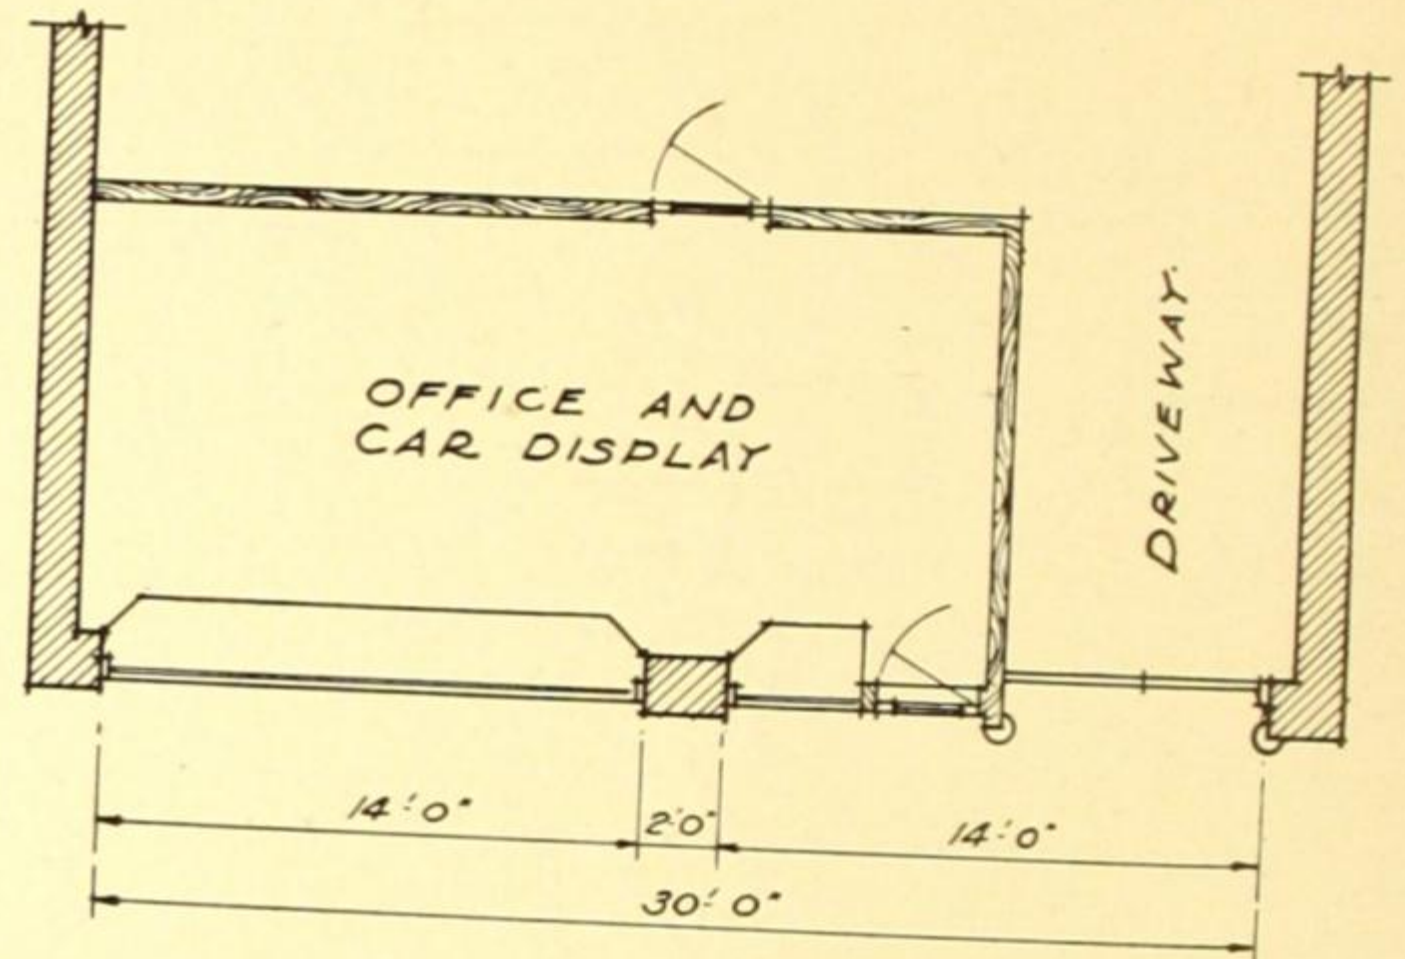 OFFICE AND
CAR DISPLAY
DRIVEWAY.
14'-0"
2'0"
14'-0"
30'-0"